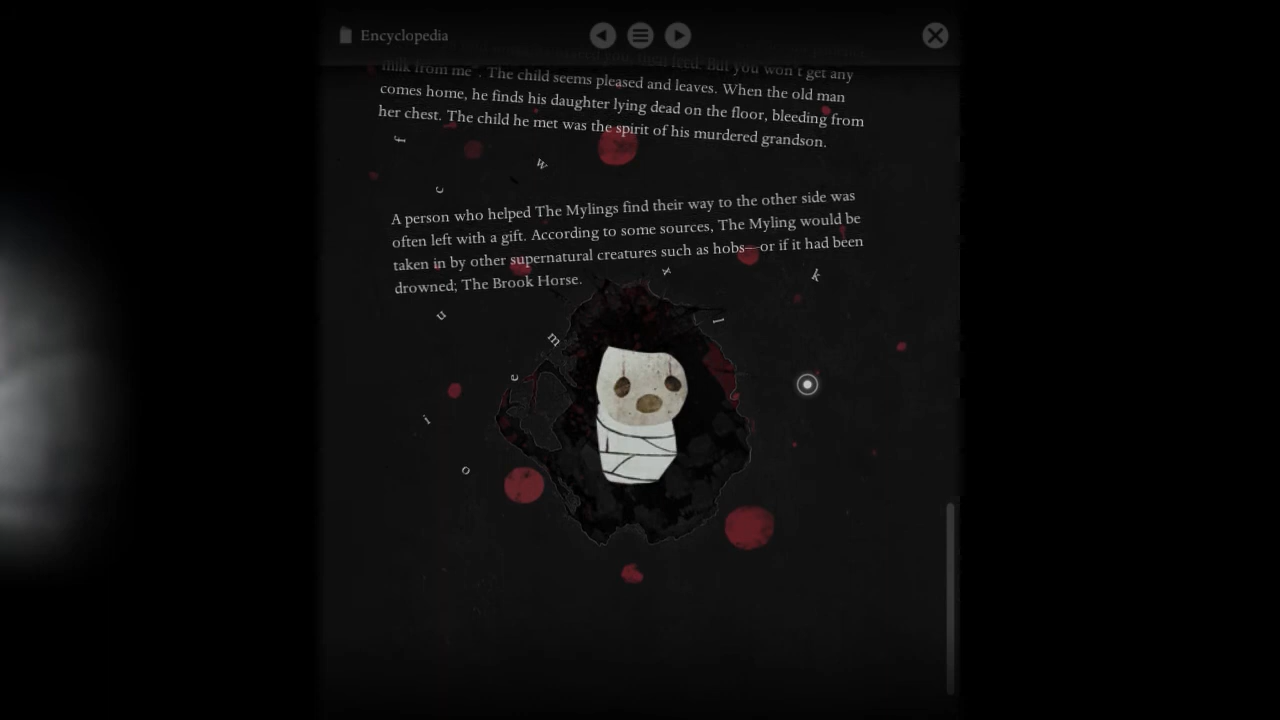 Encyclopedia
milk from me". The child seems pleased and leaves. When the old man
comes home, he finds his daughter lying dead on the floor, bleeding from
her chest. The child he met was the spirit of his murdered grandson.
f
w
c
A person who helped The Mylings find their way to the other side was
often left with a gift. According to some sources, The Myling would be
taken in by other supernatural creatures such as hobs—or if it had been
drowned; The Brook Horse.
k
u
l
m
e
i
o